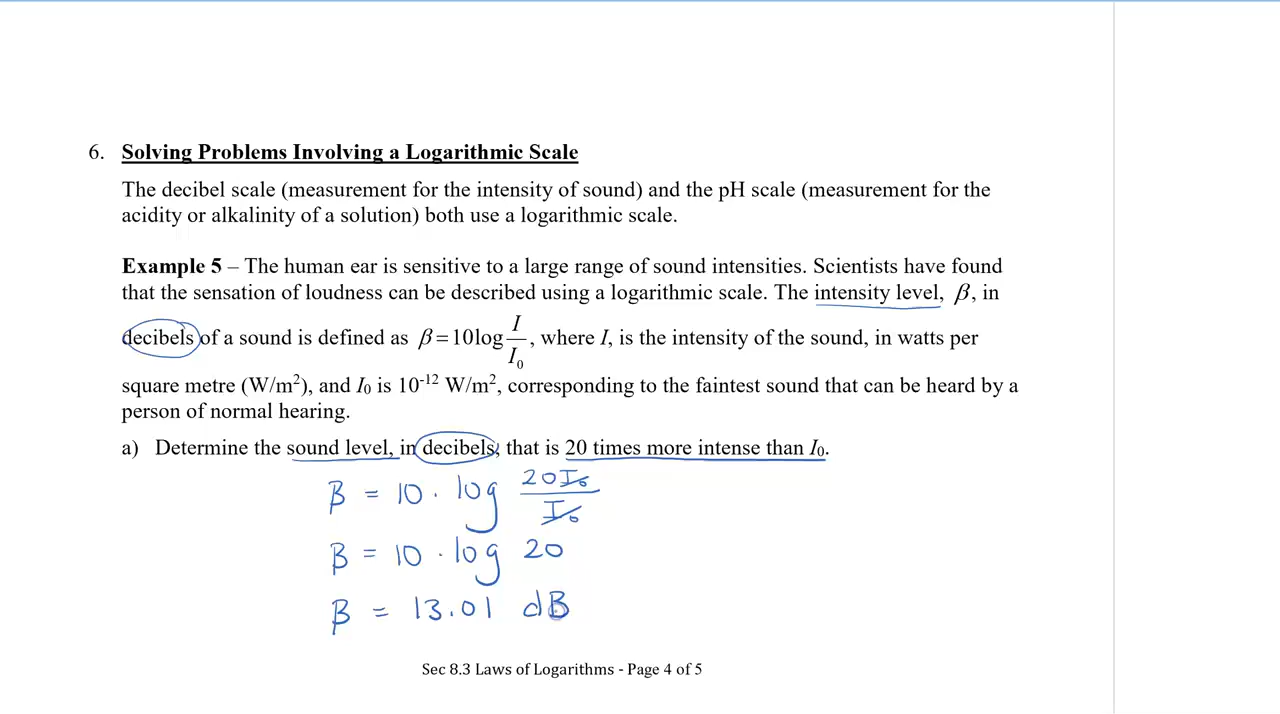 6. Solving Problems Involving a Logarithmic Scale
The decibel scale (measurement for the intensity of sound) and the pH scale (measurement for the
acidity or alkalinity of a solution) both use a logarithmic scale.
Example 5 – The human ear is sensitive to a large range of sound intensities. Scientists have found
that the sensation of loudness can be described using a logarithmic scale. The intensity level, β, in
decibels of a sound is defined as β=10log I/I₀, where I, is the intensity of the sound, in watts per
square metre (W/m²), and I₀ is 10⁻¹² W/m², corresponding to the faintest sound that can be heard by a
person of normal hearing.
a) Determine the sound level, in decibels, that is 20 times more intense than I₀.
β = 10 · log 20I₀/I₀
β = 10 · log 20
β = 13.01 dB
Sec 8.3 Laws of Logarithms - Page 4 of 5